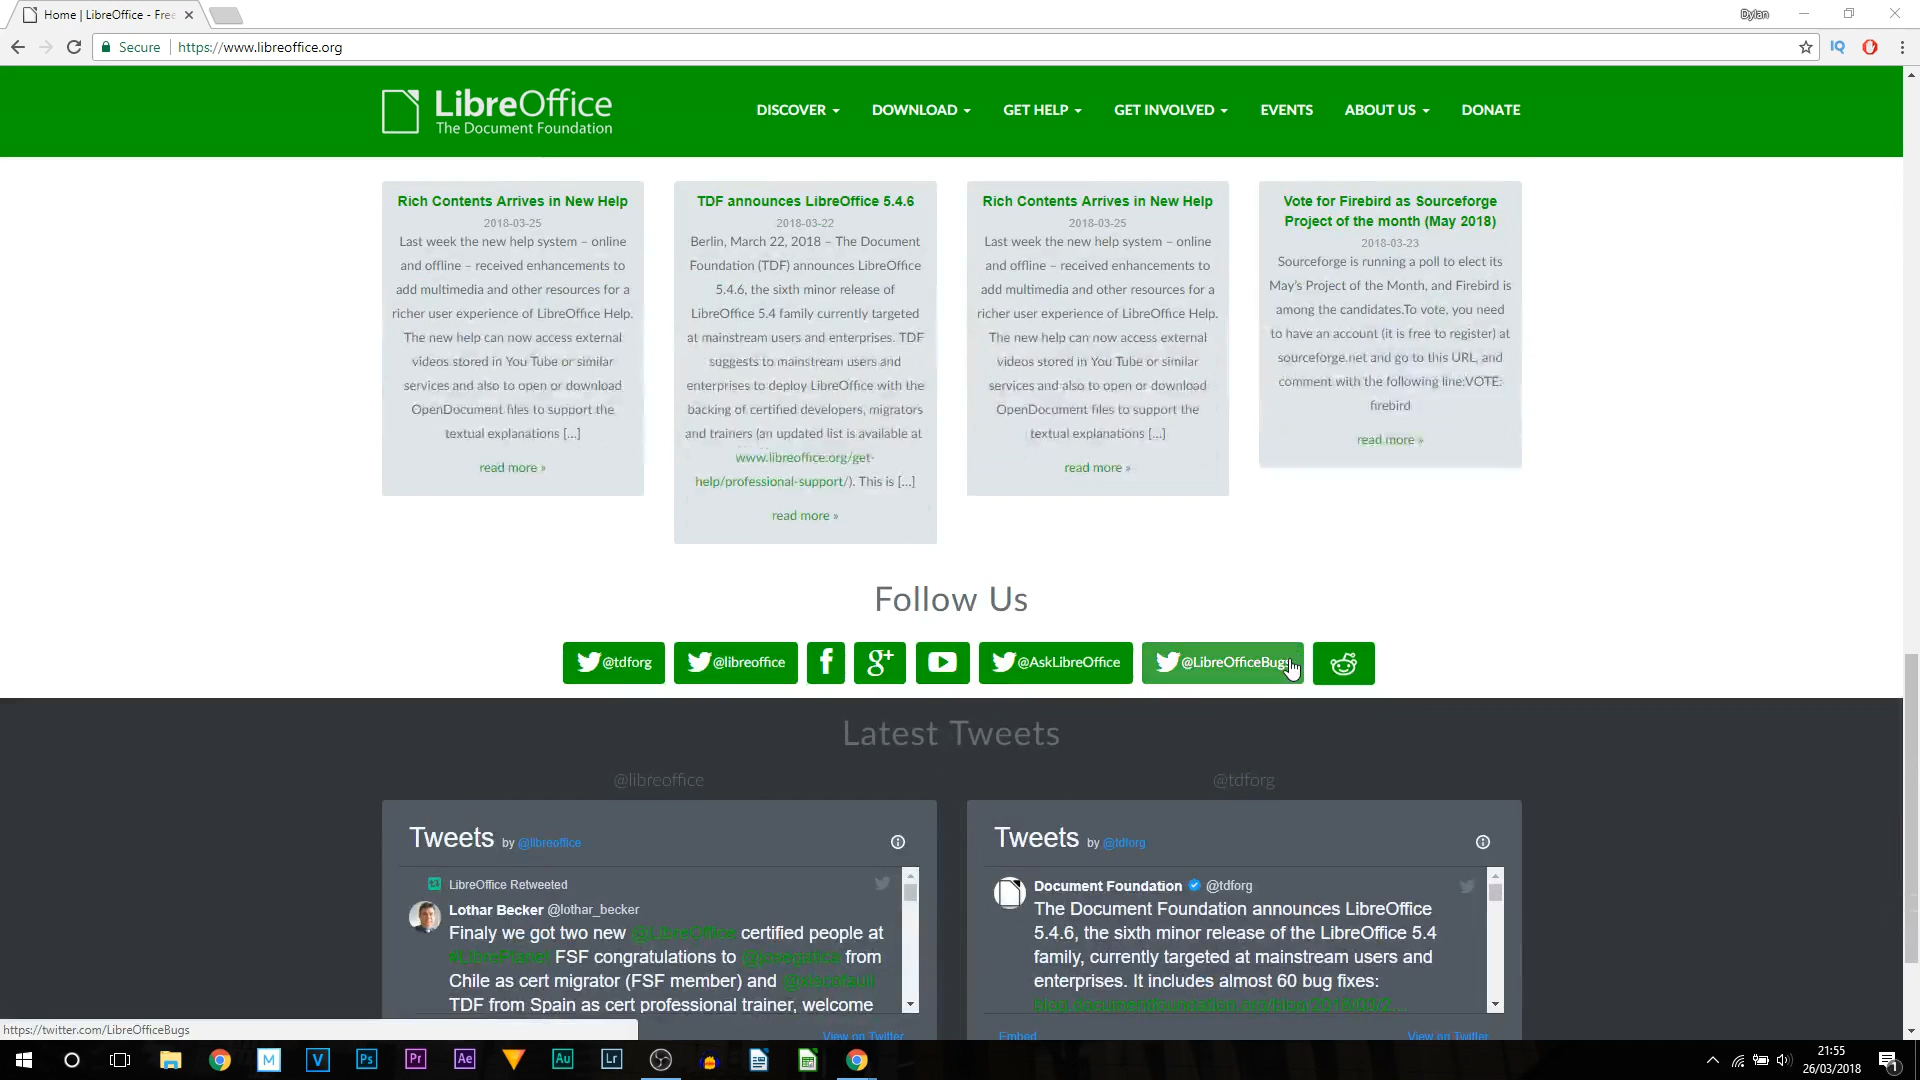 Home | LibreOffice - Free
Dylan
Secure
https://www.libreoffice.org
IQ
LibreOffice
The Document Foundation
DISCOVER
DOWNLOAD
GET HELP
GET INVOLVED
EVENTS
ABOUT US
DONATE
Rich Contents Arrives in New Help
2018-03-25
Last week the new help system – online
and offline – received enhancements to
add multimedia and other resources for a
richer user experience of LibreOffice Help.
The new help can now access external
videos stored in You Tube or similar
services and also to open or download
OpenDocument files to support the
textual explanations […]
read more »
TDF announces LibreOffice 5.4.6
2018-03-22
Berlin, March 22, 2018 – The Document
Foundation (TDF) announces LibreOffice
5.4.6, the sixth minor release of
LibreOffice 5.4 family currently targeted
at mainstream users and enterprises. TDF
suggests to mainstream users and
enterprises to deploy LibreOffice with the
backing of certified developers, migrators
and trainers (an updated list is available at
www.libreoffice.org/get-
help/professional-support/). This is […]
read more »
Rich Contents Arrives in New Help
2018-03-25
Last week the new help system – online
and offline – received enhancements to
add multimedia and other resources for a
richer user experience of LibreOffice Help.
The new help can now access external
videos stored in You Tube or similar
services and also to open or download
OpenDocument files to support the
textual explanations […]
read more »
Vote for Firebird as Sourceforge
Project of the month (May 2018)
2018-03-23
Sourceforge is running a poll to elect its
May's Project of the Month, and Firebird is
among the candidates.To vote, you need
to have an account (it is free to register) at
sourceforge.net and go to this URL, and
comment with the following line:VOTE:
firebird
read more »
Follow Us
@tdforg
@libreoffice
@AskLibreOffice
@LibreOfficeBugs
Latest Tweets
@libreoffice
@tdforg
Tweets by @libreoffice
LibreOffice Retweeted
Lothar Becker @lothar_becker
Finaly we got two new @LibreOffice certified people at
#LibrePlanet FSF congratulations to from
Chile as cert migrator (FSF member) and
TDF from Spain as cert professional trainer, welcome
View on Twitter
Tweets by @tdforg
Document Foundation @tdforg
The Document Foundation announces LibreOffice
5.4.6, the sixth minor release of the LibreOffice 5.4
family, currently targeted at mainstream users and
enterprises. It includes almost 60 bug fixes:
Embed
View on Twitter
https://twitter.com/LibreOfficeBugs
M
V
Ps
Pr
Ae
Au
Lr
21:55
26/03/2018
1